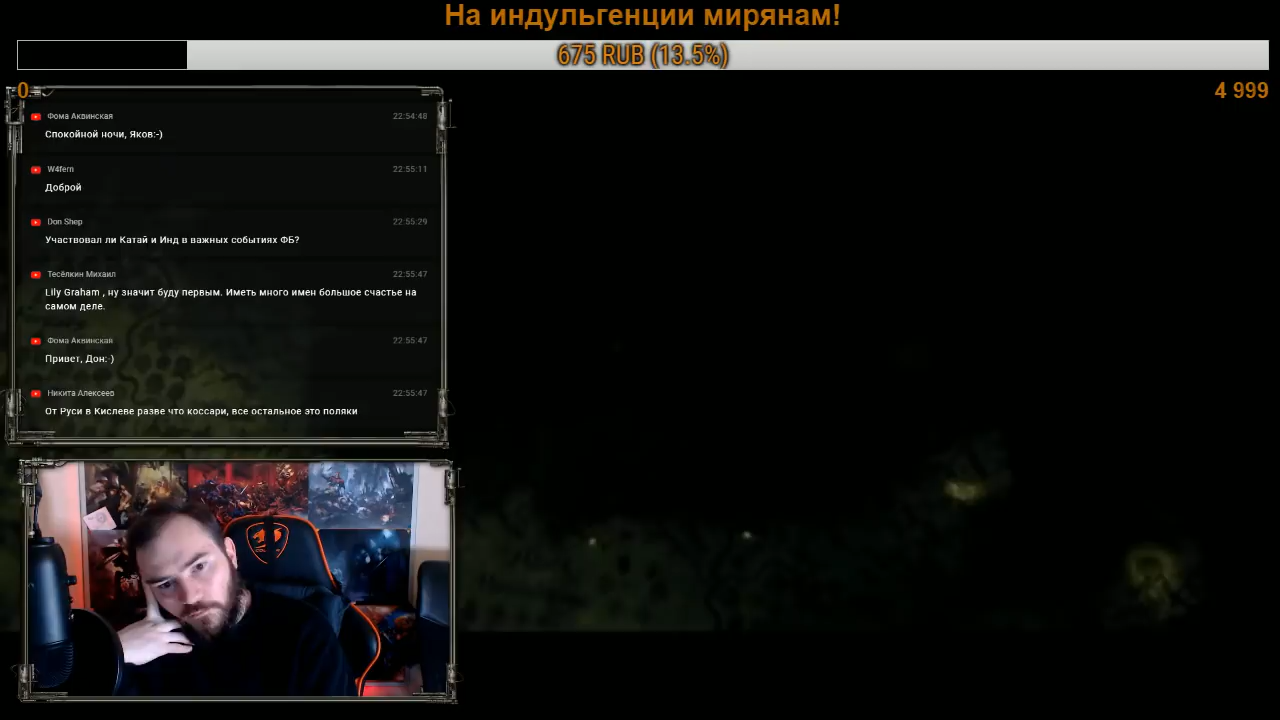 На индульгенции мирянам!
675 RUB (13.5%)
0
4 999
Фома Аквинская 22:54:48
Спокойной ночи, Яков:-)
W4fern 22:55:11
Доброй
Don Shep 22:55:29
Участвовал ли Катай и Инд в важных событиях ФБ?
Тесёлкин Михаил 22:55:47
Lily Graham , ну значит буду первым. Иметь много имен большое счастье на
самом деле.
Фома Аквинская 22:55:47
Привет, Дон:-)
Никита Алексеев 22:55:47
От Руси в Кислеве разве что коссари, все остальное это поляки